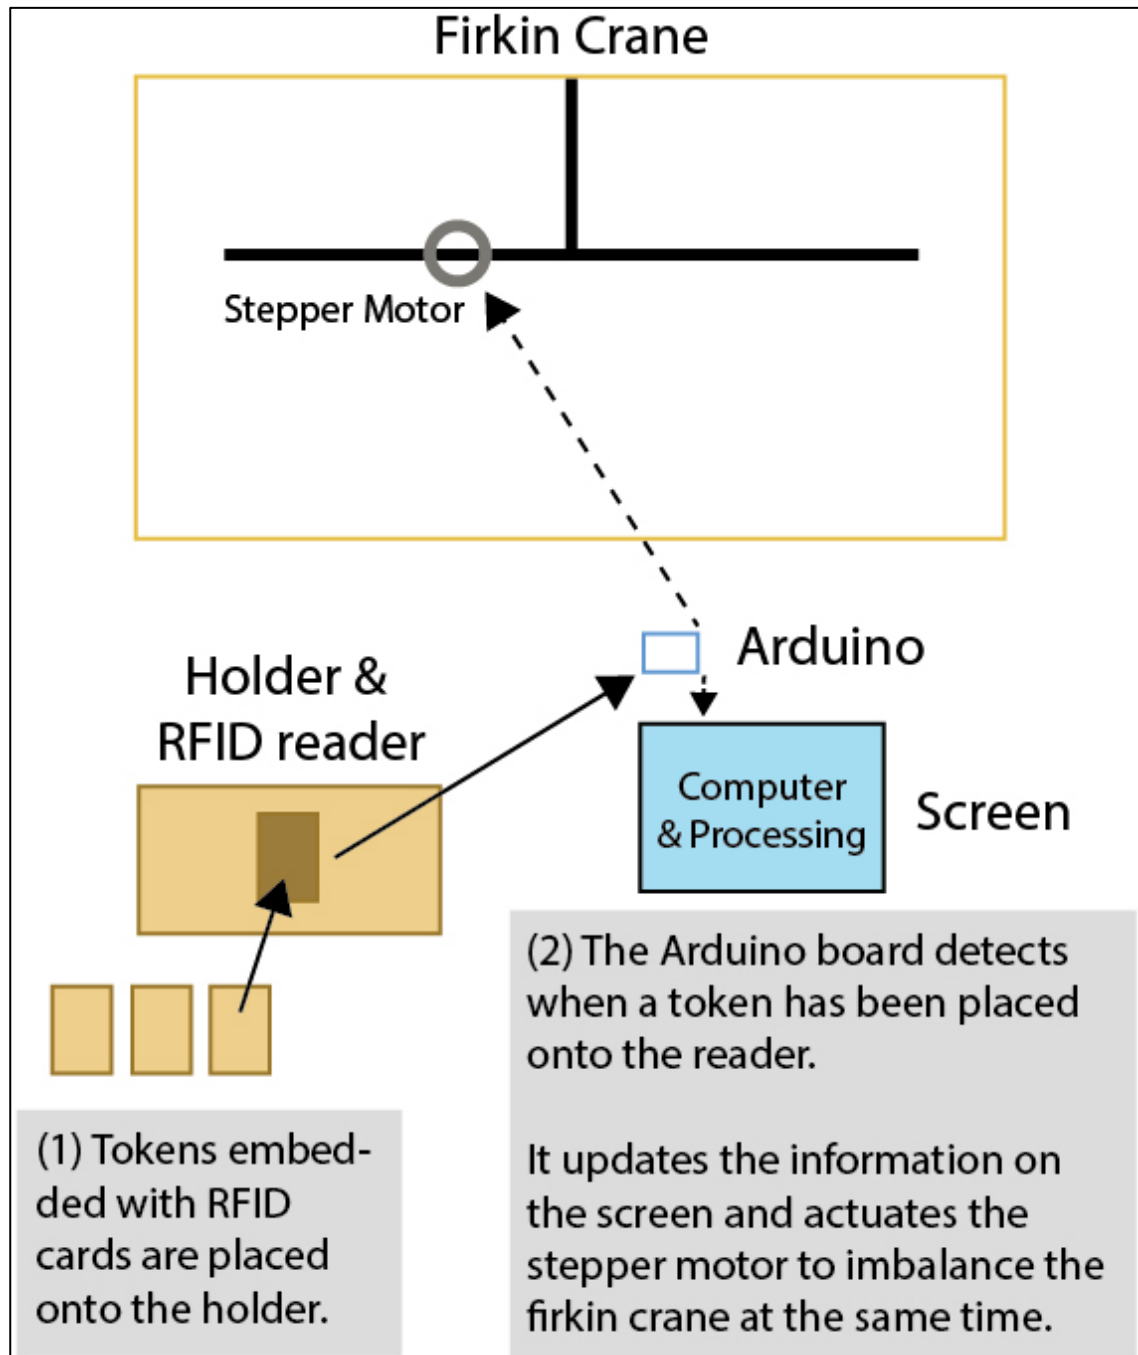 Firkin Crane
Stepper Motor
Arduino
Holder &
RFID reader
Computer
& Processing
Screen
(1) Tokens embed-
ded with RFID
cards are placed
onto the holder.
(2) The Arduino board detects
when a token has been placed
onto the reader.
It updates the information on
the screen and actuates the
stepper motor to imbalance the
firkin crane at the same time.